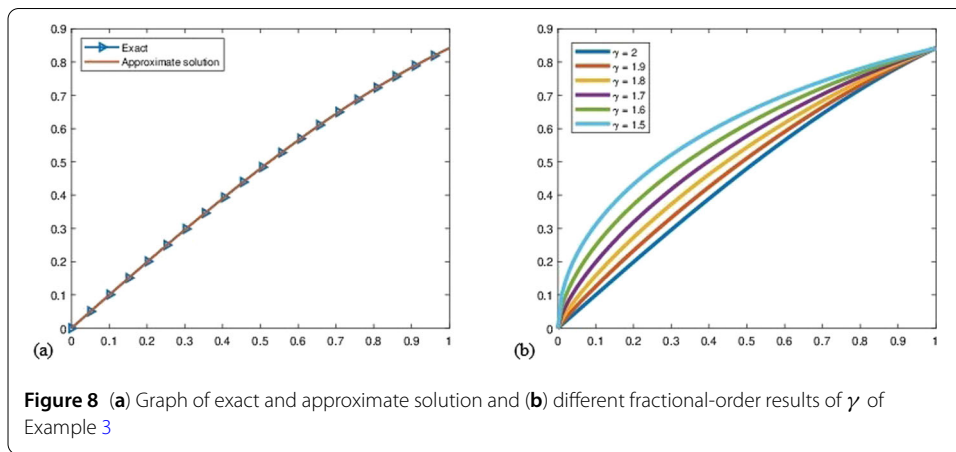 0.9
0.8
0.7
0.6
0.5
0.4
0.3
0.2
0.1
0
Exact
Approximate solution
0 0.1 0.2 0.3 0.4 0.5 0.6 0.7 0.8 0.9 1
(a)
0.9
0.8
0.7
0.6
0.5
0.4
0.3
0.2
0.1
0
γ = 2
γ = 1.9
γ = 1.8
γ = 1.7
γ = 1.6
γ = 1.5
0 0.1 0.2 0.3 0.4 0.5 0.6 0.7 0.8 0.9 1
(b)
Figure 8 (a) Graph of exact and approximate solution and (b) different fractional-order results of γ of
Example 3